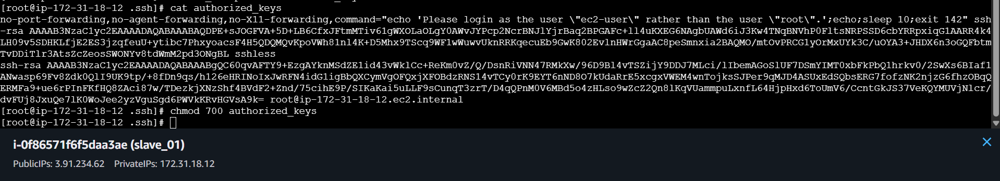 [root@ip-172-31-18-12 .ssh]# cat authorized_keys
no-port-forwarding,no-agent-forwarding,no-X11-forwarding,command="echo 'Please login as the user \"ec2-user\" rather than the user \"root\".';echo;sleep 10;exit 142" ssh
-rsa AAAAB3NzaC1yc2EAAAADAQABAAABAQDPE+sJOGFVA+5D+LB6CfxJFtmMTiv61gWXOLaOLgY0AWvJYPcp2NcrBNJlYjrBaq2BPGAFc+ll4uKXEG6NAgbUAWd6iJ3Kw4TNqBNVhP0FltsNRPSSD6cbYRRpxiqG1AARR4k4
LH09v5SDHKLfjE2ES3jzqfeuU+ytibc7PhxyoacsF4H5QDQMQvKpoVWh81nl4K+D5Mhx9TScq9WF1wWuwvUknRRKqecuEb9GwK802EvlnHWrGgaAC8peSmnxia2BAQMO/mtOvPRCG1yOrMxUYk3C/uOYA3+JHDX6n3oGQFbtm
TvDDiTlr3AtsZcZeosSWONYv8tdWmM2pd3ONgBL sshless
ssh-rsa AAAAB3NzaC1yc2EAAAADAQABAAABgQC60qvAFTY9+EzgAYknMSdZE1id43vWklCc+ReKm0vZ/Q/DsnRiVNN47RMkXw/96D9Bl4vTSZijY9DDJ7MLci/lIbemAGoSlUF7DSmYIMT0xbFkPbQ1hrkv0/2SwXs6BIaf1
ANwasp69Fv8Zdk0QlI9UK9tp/+8fDn9qs/h126eHRINoIxJwRFN4idG1igBbQXCymVgOFQxjXFOBdzRNS14vTCy0rK9EYT6nND8O7kUdaRrE5xcgxVWEM4wnTojksSJPer9qMJD4ASUxEdSQbsERG7fofzNK2njzG6fhzOBqQ
ERMFa9+ue6rPInFKfHQ8ZAci87w/TDezkjXNzShf4BVdF2+Znd/75cihE9P/SIKaKai5uLLF9sCunqT3zrT/D4qQPnM0V6MBd5o4zHLso9wZcZ2Qn8lKqVUammpuLxnfL64HjpHxd6ToUmV6/CcntGkJS37VeKQYMUVjNlcr/
dvFUj8JxuQe7lK0WoJee2yzVguSgd6PWVkKRvHGVsA9k= root@ip-172-31-18-12.ec2.internal
[root@ip-172-31-18-12 .ssh]# chmod 700 authorized_keys
[root@ip-172-31-18-12 .ssh]#
i-0f86571f6f5daa3ae (slave_01)
PublicIPs: 3.91.234.62 PrivateIPs: 172.31.18.12